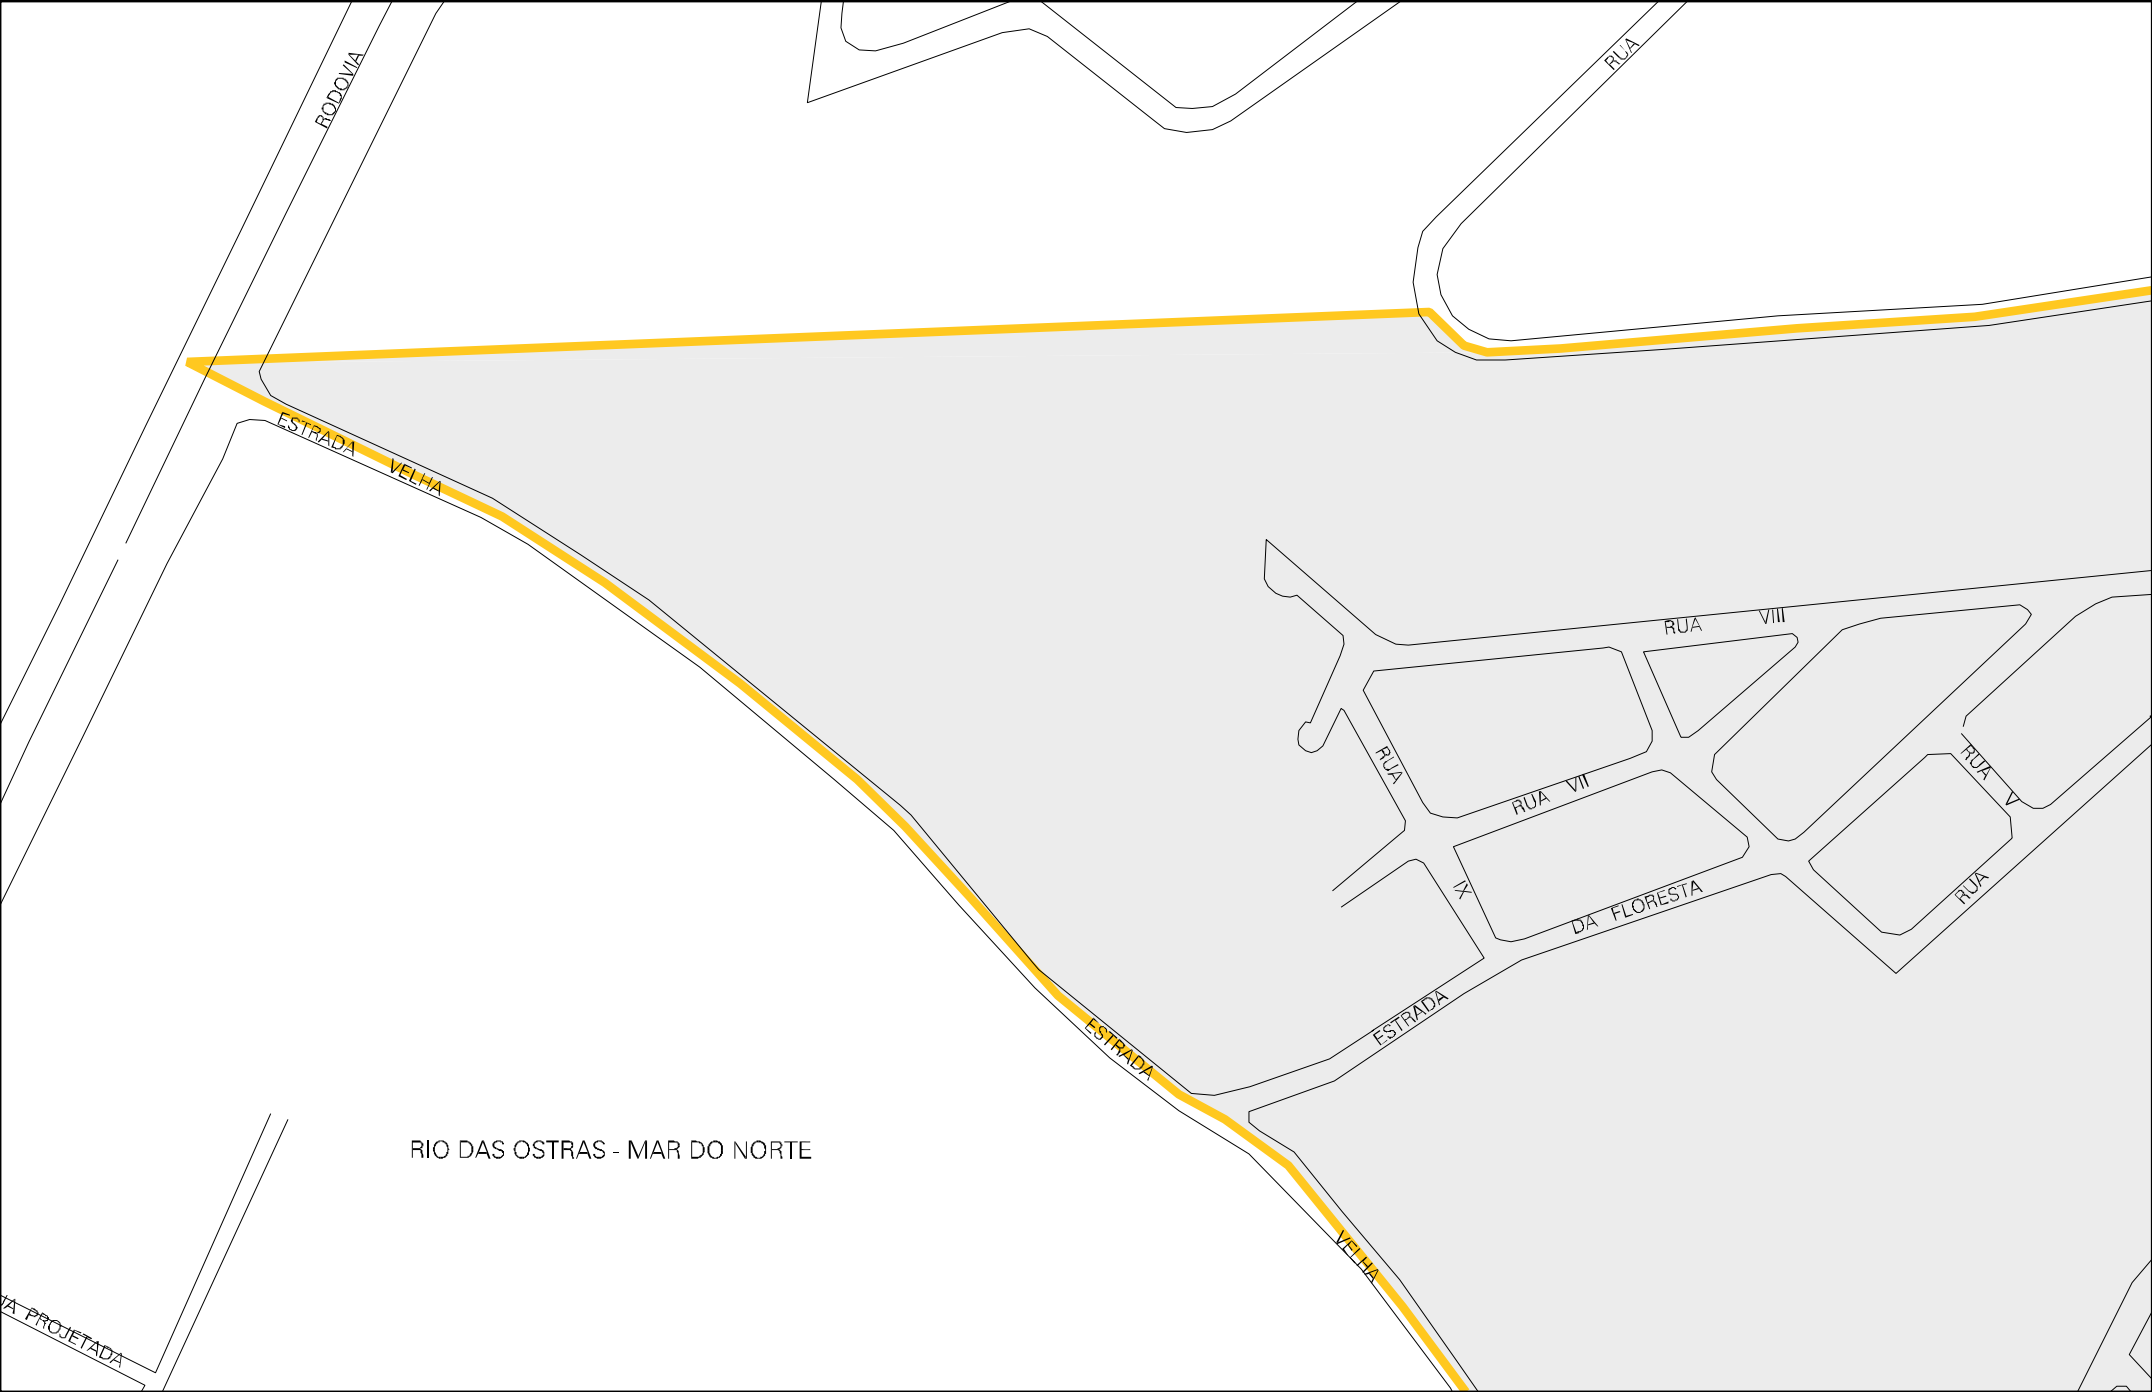 RODOVIA
RUA
ESTRADA VELHA
RUA VIII
RUA
RUA VII
RUA V
IX
DA FLORESTA
RUA
ESTRADA
ESTRADA
VELHA
RIO DAS OSTRAS - MAR DO NORTE
PROJETADA